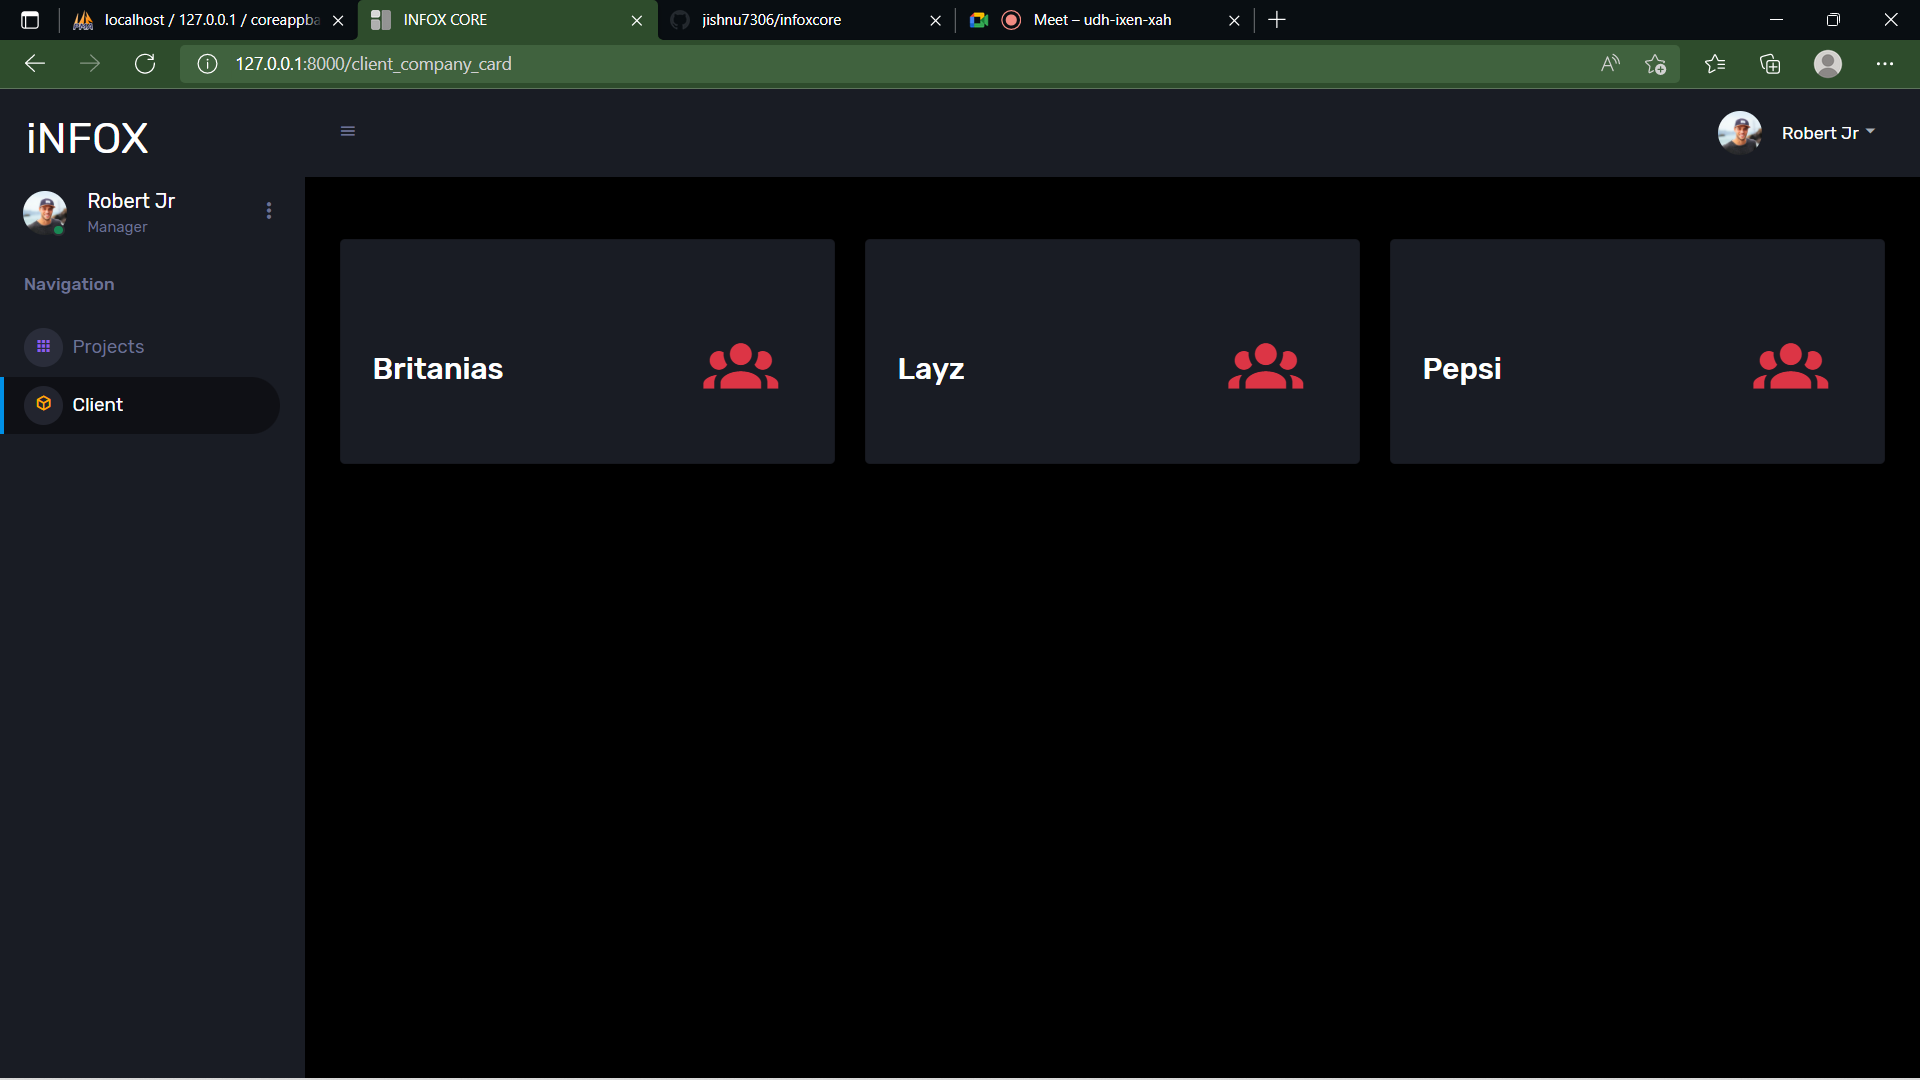 localhost / 127.0.0.1 / coreappba
INFOX CORE
jishnu7306/infoxcore
Meet – udh-ixen-xah
127.0.0.1:8000/client_company_card
iNFOX
Robert Jr
Robert Jr
Manager
Navigation
Projects
Client
Britanias
Layz
Pepsi